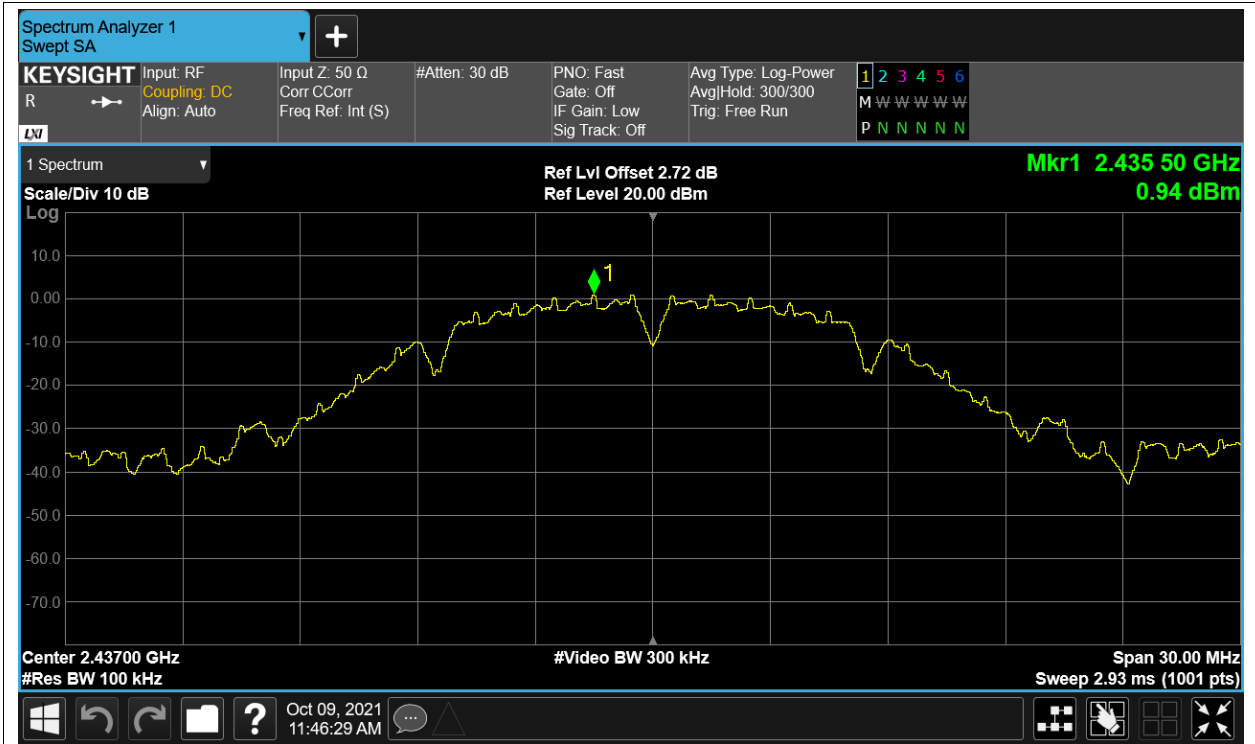 Spectrum Analyzer 1
Swept SA
+
KEYSIGHT
R
LXI
Input: RF
Coupling: DC
Align: Auto
Input Z: 50 Ω
Corr CCorr
Freq Ref: Int (S)
#Atten: 30 dB
PNO: Fast
Gate: Off
IF Gain: Low
Sig Track: Off
Avg Type: Log-Power
Avg|Hold: 300/300
Trig: Free Run
1 2 3 4 5 6
M W W W W W
P N N N N N
1 Spectrum
Scale/Div 10 dB
Log
Ref Lvl Offset 2.72 dB
Ref Level 20.00 dBm
Mkr1 2.435 50 GHz
0.94 dBm
1
10.0
0.00
-10.0
-20.0
-30.0
-40.0
-50.0
-60.0
-70.0
Center 2.43700 GHz
#Video BW 300 kHz
Span 30.00 MHz
#Res BW 100 kHz
Sweep 2.93 ms (1001 pts)
?
Oct 09, 2021
11:46:29 AM